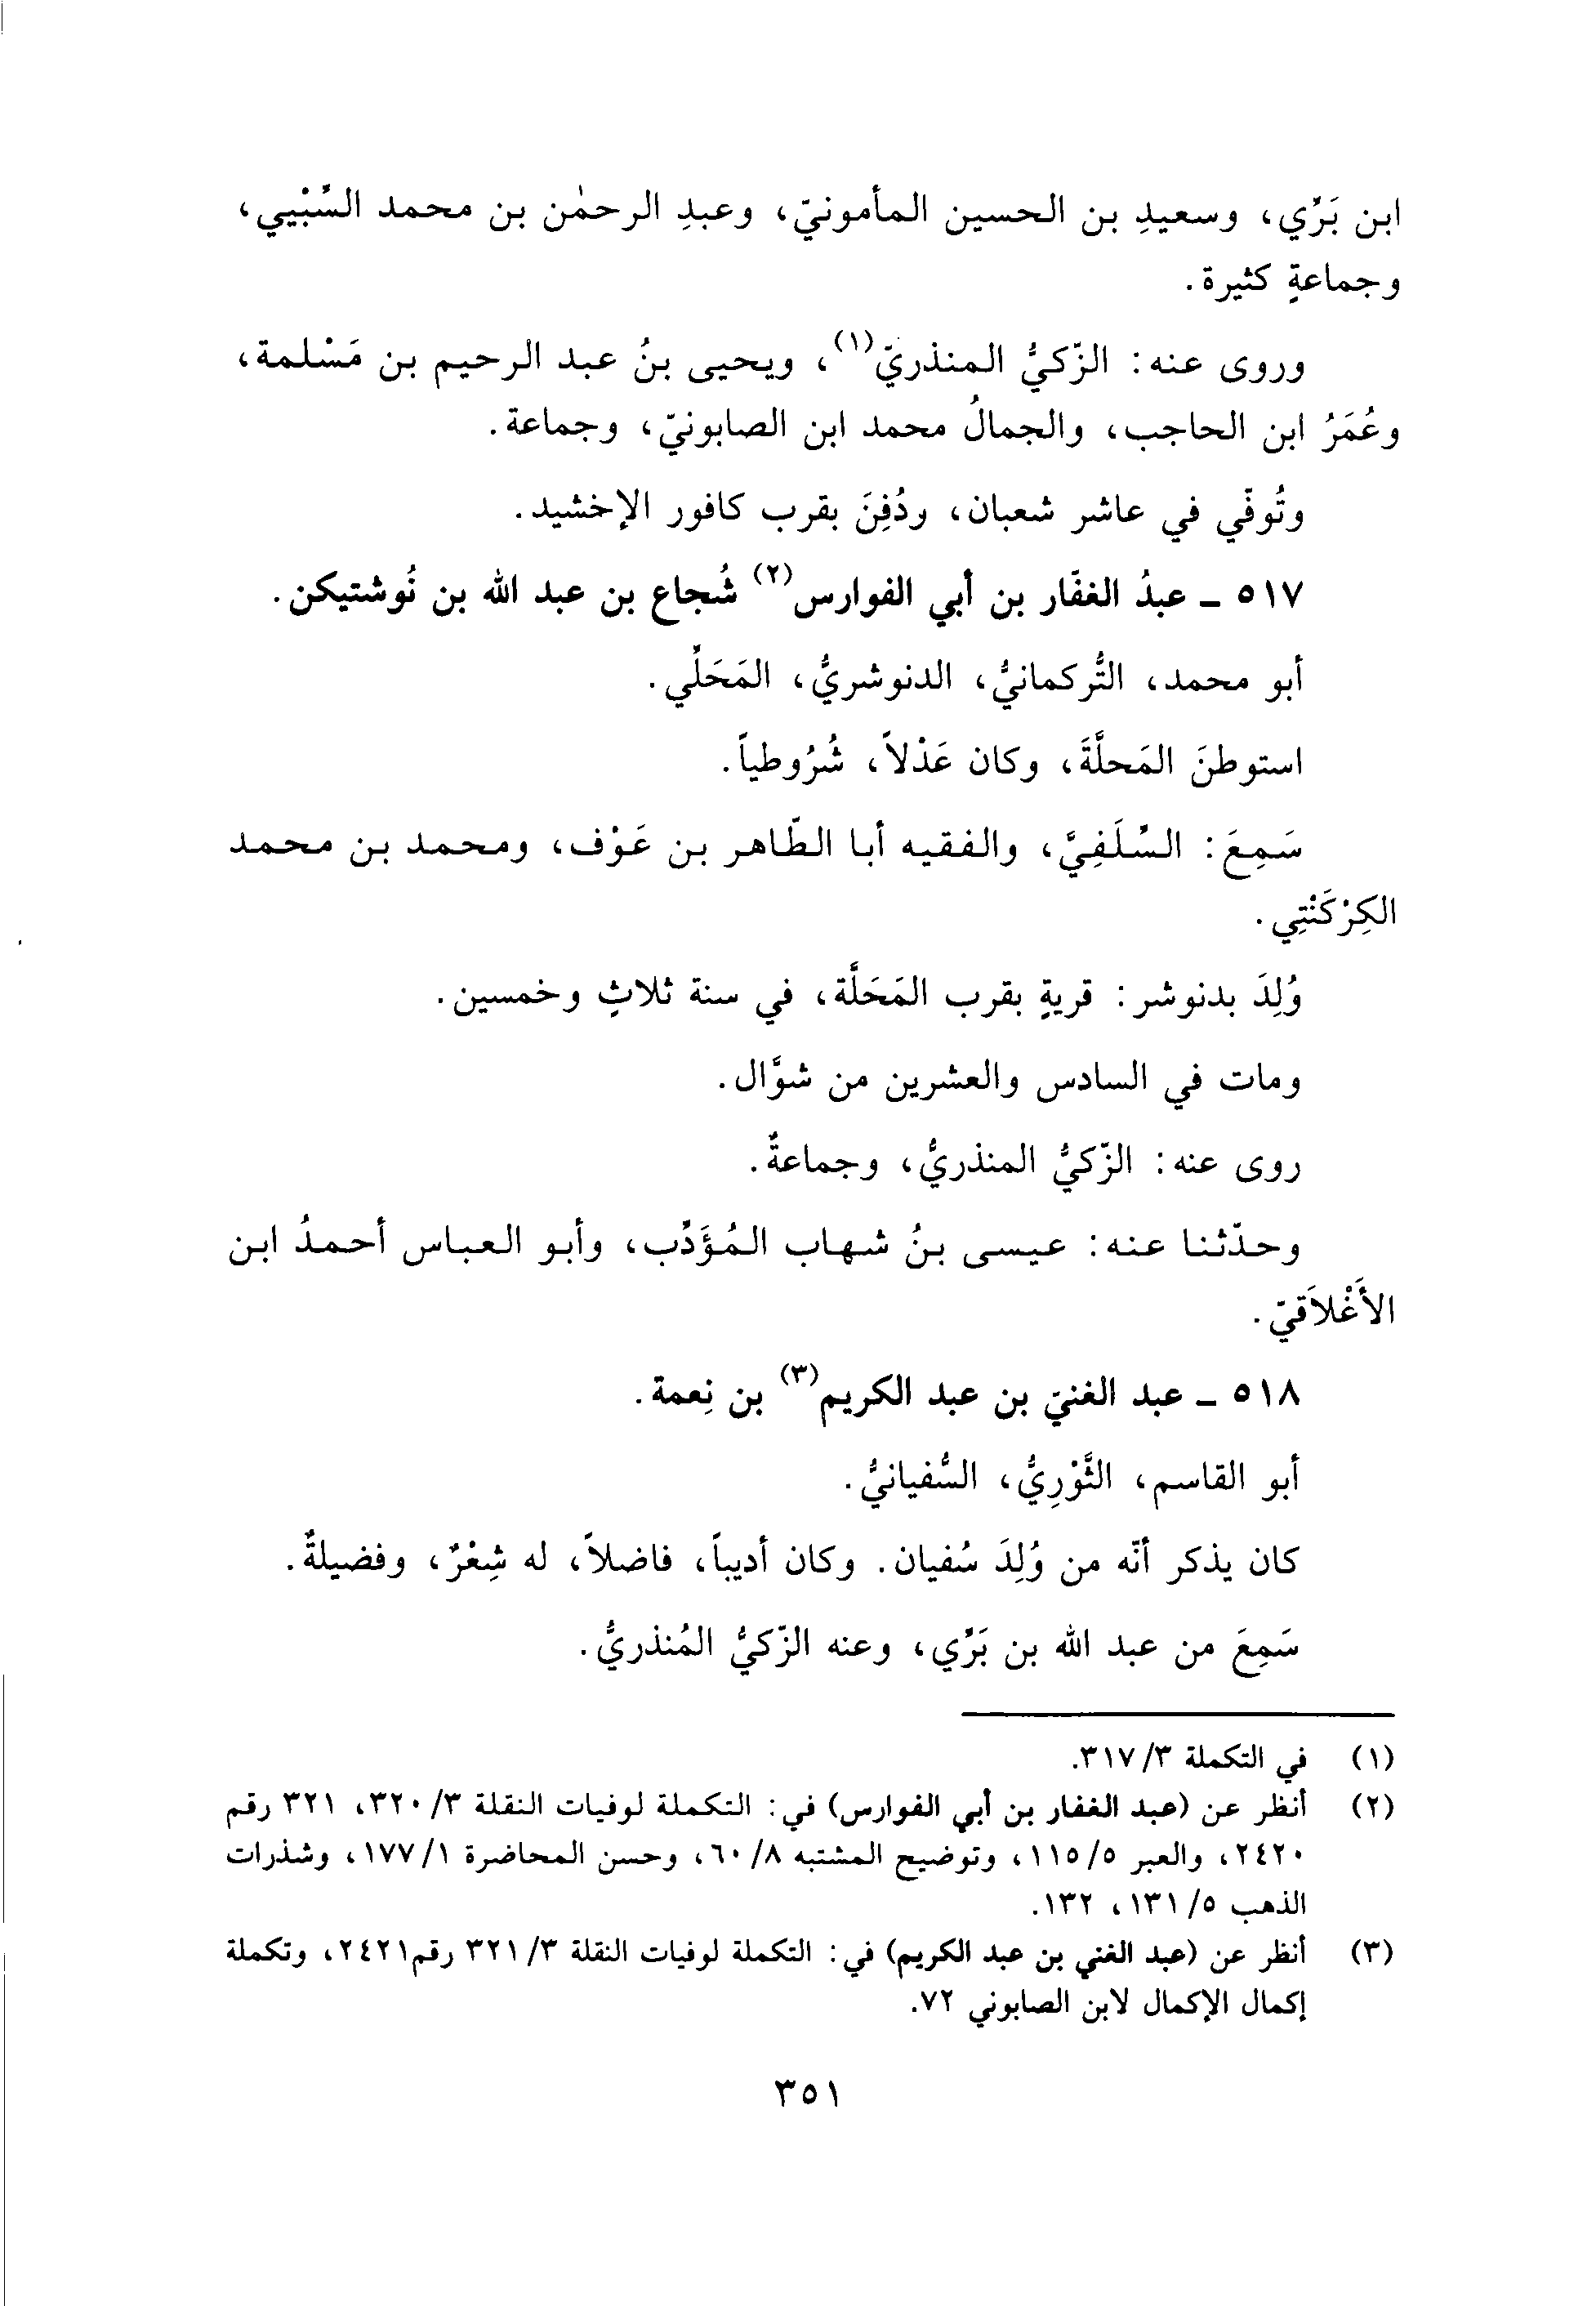 ابن بَرِّي، وسعيدِ بن الحسين المأمونيّ، وعبدِ الرحمٰن بن محمد السِّبْيي،
وجماعةٍ كثيرة.
وروى عنه: الزّكيُّ المنذريّ(١)، ويحيى بنُ عبد الرحيم بن مَسْلمة،
وعُمَرُ ابن الحاجب، والجمالُ محمد ابن الصابونيّ، وجماعة.
وتُوفّي في عاشر شعبان، ودُفِنَ بقرب كافور الإخشيد.
٥١٧ ـ عبدُ الغفّار بن أبي الفوارس(٢) شُجاع بن عبد الله بن نُوشتيكن.
أبو محمد، التُّركمانيُّ، الدنوشريُّ، المَحَلِّي.
استوطنَ المَحلَّةَ، وكان عَدْلاً، شُرُوطياً.
سَمِعَ: السِّلَفِيَّ، والفقيه أبا الطّاهر بن عَوْف، ومحمد بن محمد
الكِرْكَنْتِي.
وُلِدَ بدنوشر: قريةٍ بقرب المَحَلَّة، في سنة ثلاثٍ وخمسين.
ومات في السادس والعشرين من شوَّال.
روى عنه: الزّكيُّ المنذريُّ، وجماعةٌ.
وحدّثنا عنه: عيسى بنُ شهاب المُؤَدِّب، وأبو العباس أحمدُ ابن
الأَغْلاَقيّ.
٥١٨ ـ عبد الغنيّ بن عبد الكريم(٣) بن نِعمة.
أبو القاسم، الثَّوْرِيُّ، السُّفيانيُّ.
كان يذكر أنّه من وُلِدَ سُفيان. وكان أديباً، فاضلاً، له شِعْرٌ، وفضيلةٌ.
سَمِعَ من عبد الله بن بَرِّي، وعنه الزّكيُّ المُنذريُّ.
(١) في التكملة ٣/ ٣١٧.
(٢) أنظر عن (عبد الغفار بن أبي الفوارس) في: التكملة لوفيات النقلة ٣/ ٣٢٠، ٣٢١ رقم
٢٤٢٠، والعبر ٥/ ١١٥، وتوضيح المشتبه ٨/ ٦٠، وحسن المحاضرة ١/ ١٧٧، وشذرات
الذهب ٥/ ١٣١، ١٣٢.
(٣) أنظر عن (عبد الغني بن عبد الكريم) في: التكملة لوفيات النقلة ٣/ ٣٢١ رقم ٢٤٢١، وتكملة
إكمال الإكمال لابن الصابوني ٧٢.
٣٥١